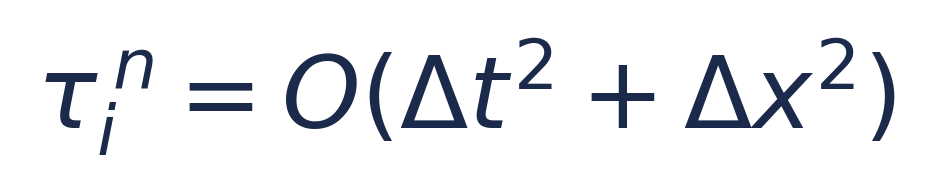 τᵢⁿ = O(Δt² + Δx²)